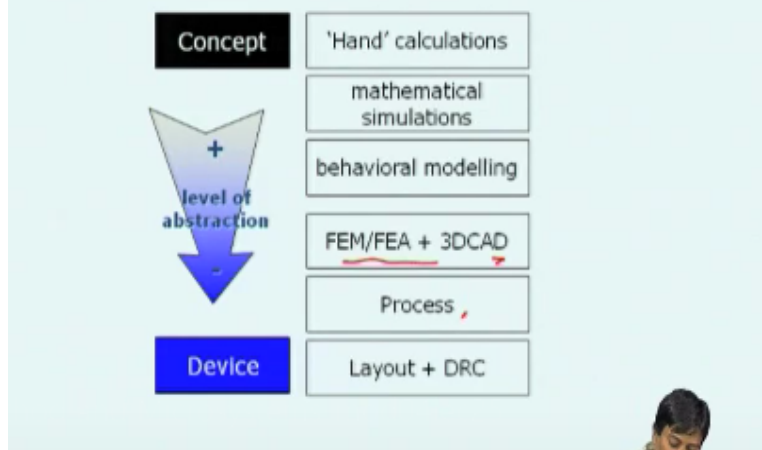 Concept
'Hand' calculations
mathematical
simulations
behavioral modelling
+
level of
abstraction
-
FEM/FEA + 3DCAD
Process
Device
Layout + DRC